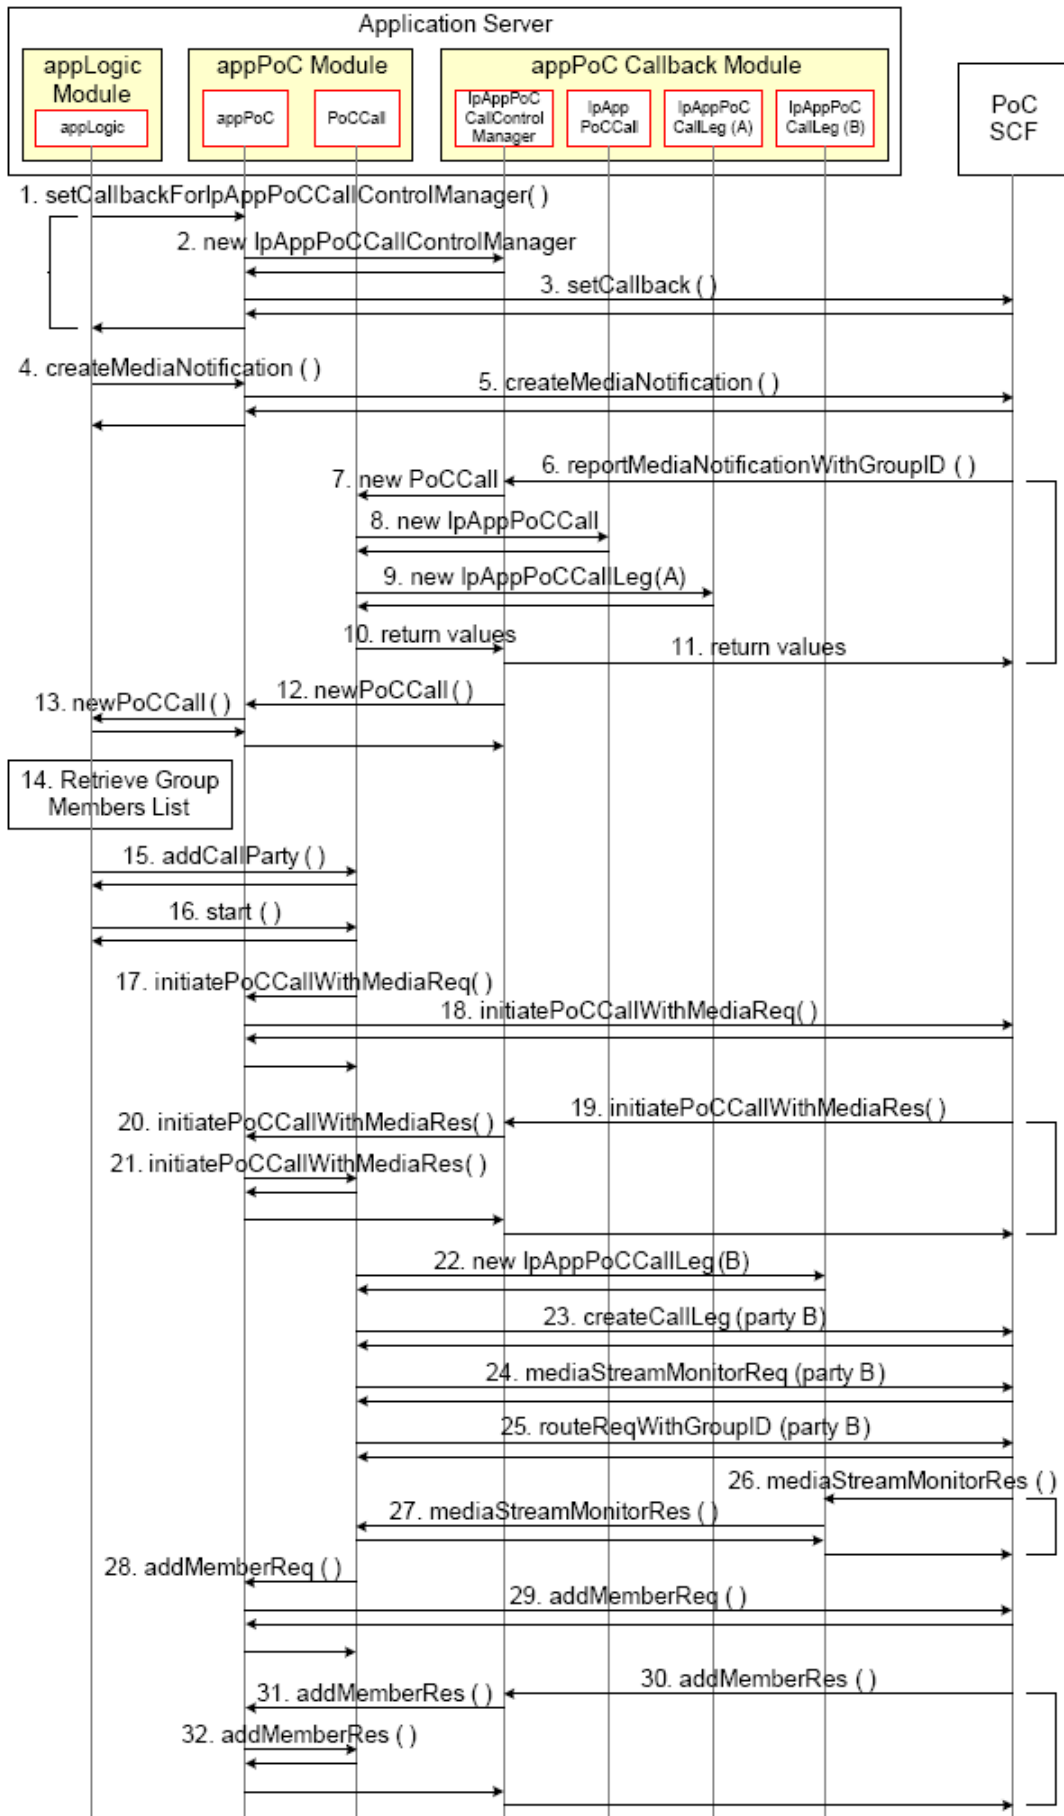 Application Server
appLogic
Module
appLogic
appPoC Module
appPoC
PoCCall
appPoC Callback Module
IpAppPoC
CallControl
Manager
IpApp
PoCCall
IpAppPoC
CallLeg (A)
IpAppPoC
CallLeg (B)
PoC
SCF
1. setCallbackForIpAppPoCCallControlManager( )
2. new IpAppPoCCallControlManager
3. setCallback ( )
4. createMediaNotification ( )
5. createMediaNotification ( )
6. reportMediaNotificationWithGroupID ( )
7. new PoCCall
8. new IpAppPoCCall
9. new IpAppPoCCallLeg(A)
10. return values
11. return values
12. newPoCCall ( )
13. newPoCCall ( )
14. Retrieve Group
Members List
15. addCallParty ( )
16. start ( )
17. initiatePoCCallWithMediaReq( )
18. initiatePoCCallWithMediaReq( )
19. initiatePoCCallWithMediaRes( )
20. initiatePoCCallWithMediaRes( )
21. initiatePoCCallWithMediaRes( )
22. new IpAppPoCCallLeg (B)
23. createCallLeg (party B)
24. mediaStreamMonitorReq (party B)
25. routeReqWithGroupID (party B)
26. mediaStreamMonitorRes ( )
27. mediaStreamMonitorRes ( )
28. addMemberReq ( )
29. addMemberReq ( )
30. addMemberRes ( )
31. addMemberRes ( )
32. addMemberRes ( )